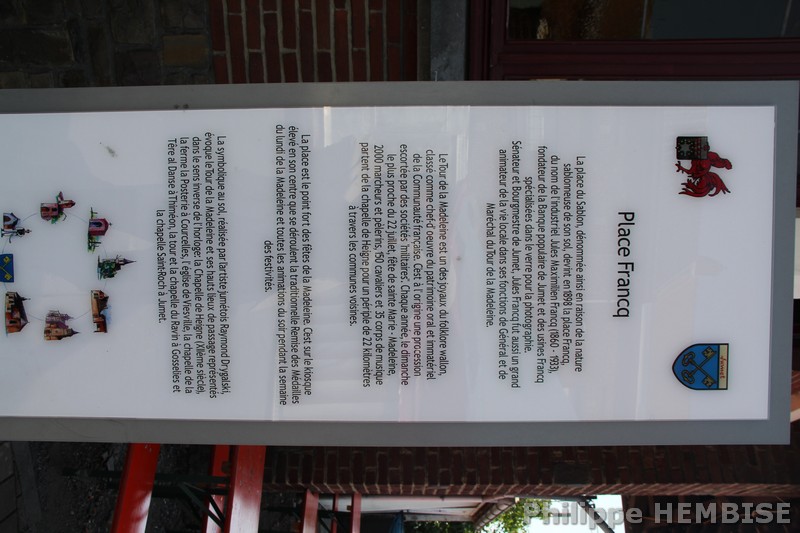 Place Francq
La place du Sablon, dénommée ainsi en raison de la nature
sablonneuse de son sol, devint en 1898 la place Francq,
du nom de l'industriel Jules Maximilien Francq (1860 - 1933),
fondateur de la Banque populaire de Jumet et des usines Francq
spécialisées dans le verre pour la photographie.
Sénateur et Bourgmestre de Jumet, Jules Francq fut aussi un grand
animateur de la vie locale dans ses fonctions de Général et de
Maréchal du Tour de la Madeleine.
Le Tour de la Madeleine est un des joyaux du folklore wallon,
classé comme chef-d'oeuvre du patrimoine oral et immatériel
de la Communauté française. C'est à l'origine une procession
escortée par des sociétés "militaires". Chaque année, le dimanche
le plus proche du 22 juillet, fête de sainte Marie - Madeleine,
2000 marcheurs et pèlerins, 150 cavaliers et 35 corps de musique
partent de la chapelle de Heigne pour un périple de 22 kilomètres
à travers les communes voisines.
La place est le point fort des fêtes de la Madeleine. C'est sur le kiosque
élevé en son centre que se déroulent la traditionnelle Remise des Médailles
du lundi de la Madeleine et toutes les animations du soir pendant la semaine
des festivités.
La symbolique au sol, réalisée par l'artiste jumétois Raymond Drygalski,
évoque le Tour de la Madeleine et ses hauts lieux de passage représentés
dans le sens inverse de l'horloge: la Chapelle de Heigne (XIIème siècle),
la ferme la Posterie à Courcelles, l'église de Viesville, la chapelle de la
Tère al Danse à Thiméon, la tour et la chapelle du Ravin à Gosselies et
la chapelle Saint-Roch à Jumet.
Jumet
Philippe HEMBISE